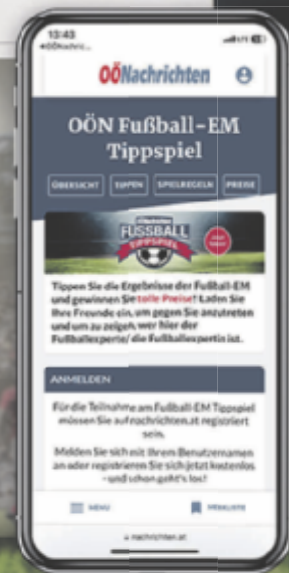 13:43
OÖNachrichten
OÖN Fußball-EM
Tippspiel
ÜBERSICHT TIPPEN SPIELREGELN PREISE
FUSSBALL
TIPPSPIEL
Tippen Sie die Ergebnisse der Fußball-EM
und gewinnen Sie tolle Preise! Laden Sie
Ihre Freunde ein, um gegen Sie anzutreten
und um zu zeigen, wer hier der
Fußballexperte/ die Fußballexpertin ist.
ANMELDEN
Für die Teilnahme am Fußball-EM Tippspiel
müssen Sie auf nachrichten.at registriert
sein.
Melden Sie sich mit Ihrem Benutzernamen
an oder registrieren Sie sich jetzt kostenlos
– und schon geht's los!
MENÜ MERKLISTE
nachrichten.at